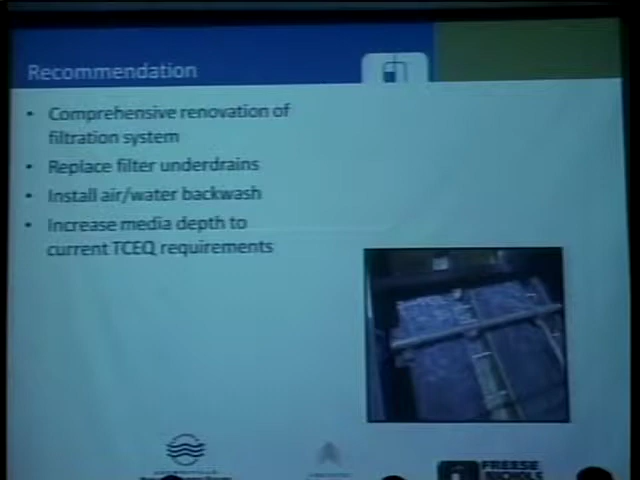 Recommendation
• Comprehensive renovation of
filtration system
• Replace filter underdrains
• Install air/water backwash
• Increase media depth to
current TCEQ requirements
FREESE
NICHOLS